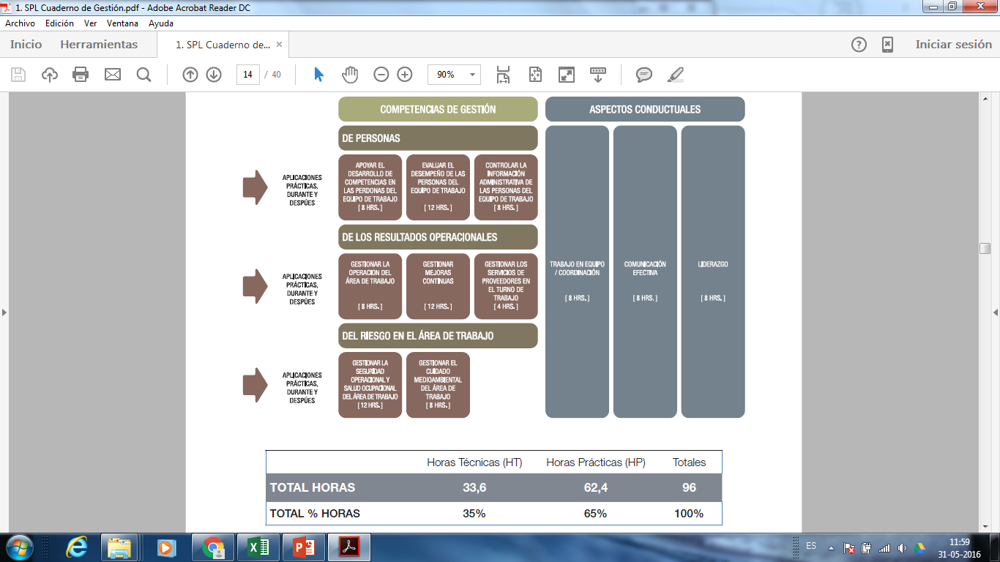 1. SPL Cuaderno de Gestión.pdf - Adobe Acrobat Reader DC
Archivo Edición Ver Ventana Ayuda
Inicio Herramientas 1. SPL Cuaderno de... × Iniciar sesión
14 / 40 90%
COMPETENCIAS DE GESTIÓN
ASPECTOS CONDUCTUALES
DE PERSONAS
APLICACIONES
PRÁCTICAS,
DURANTE Y
DESPÚES
APOYAR EL
DESARROLLO DE
COMPETENCIAS EN
LAS PERDONAS DEL
EQUIPO DE TRABAJO
[ 8 HRS. ]
EVALUAR EL
DESEMPEÑO DE LAS
PERSONAS DEL
EQUIPO DE TRABAJO
[ 12 HRS. ]
CONTROLAR LA
INFORMACIÓN
ADMINISTRATIVA DE
LAS PERSONAS DEL
EQUIPO DE TRABAJO
[ 8 HRS. ]
DE LOS RESULTADOS OPERACIONALES
APLICACIONES
PRÁCTICAS,
DURANTE Y
DESPÚES
GESTIONAR LA
OPERACION DEL
ÁREA DE TRABAJO
[ 8 HRS. ]
GESTIONAR
MEJORAS
CONTINUAS
[ 12 HRS. ]
GESTIONAR LOS
SERVICIOS DE
PROVEEDORES EN
EL TURNO DE
TRABAJO
[ 4 HRS. ]
DEL RIESGO EN EL ÁREA DE TRABAJO
APLICACIONES
PRÁCTICAS,
DURANTE Y
DESPÚES
GESTIONAR LA
SEGURIDAD
OPERACIONAL Y
SALUD OCUPACIONAL
DEL ÁREA DE TRABAJO
[ 12 HRS. ]
GESTIONAR EL
CUIDADO
MEDIOAMBIENTAL
DEL ÁREA DE
TRABAJO
[ 8 HRS. ]
TRABAJO EN EQUIPO
/ COORDINACIÓN
[ 8 HRS. ]
COMUNICACIÓN
EFECTIVA
[ 8 HRS. ]
LIDERAZGO
[ 8 HRS. ]
Horas Técnicas (HT) Horas Prácticas (HP) Totales
TOTAL HORAS 33,6 62,4 96
TOTAL % HORAS 35% 65% 100%
ES 11:59
31-05-2016